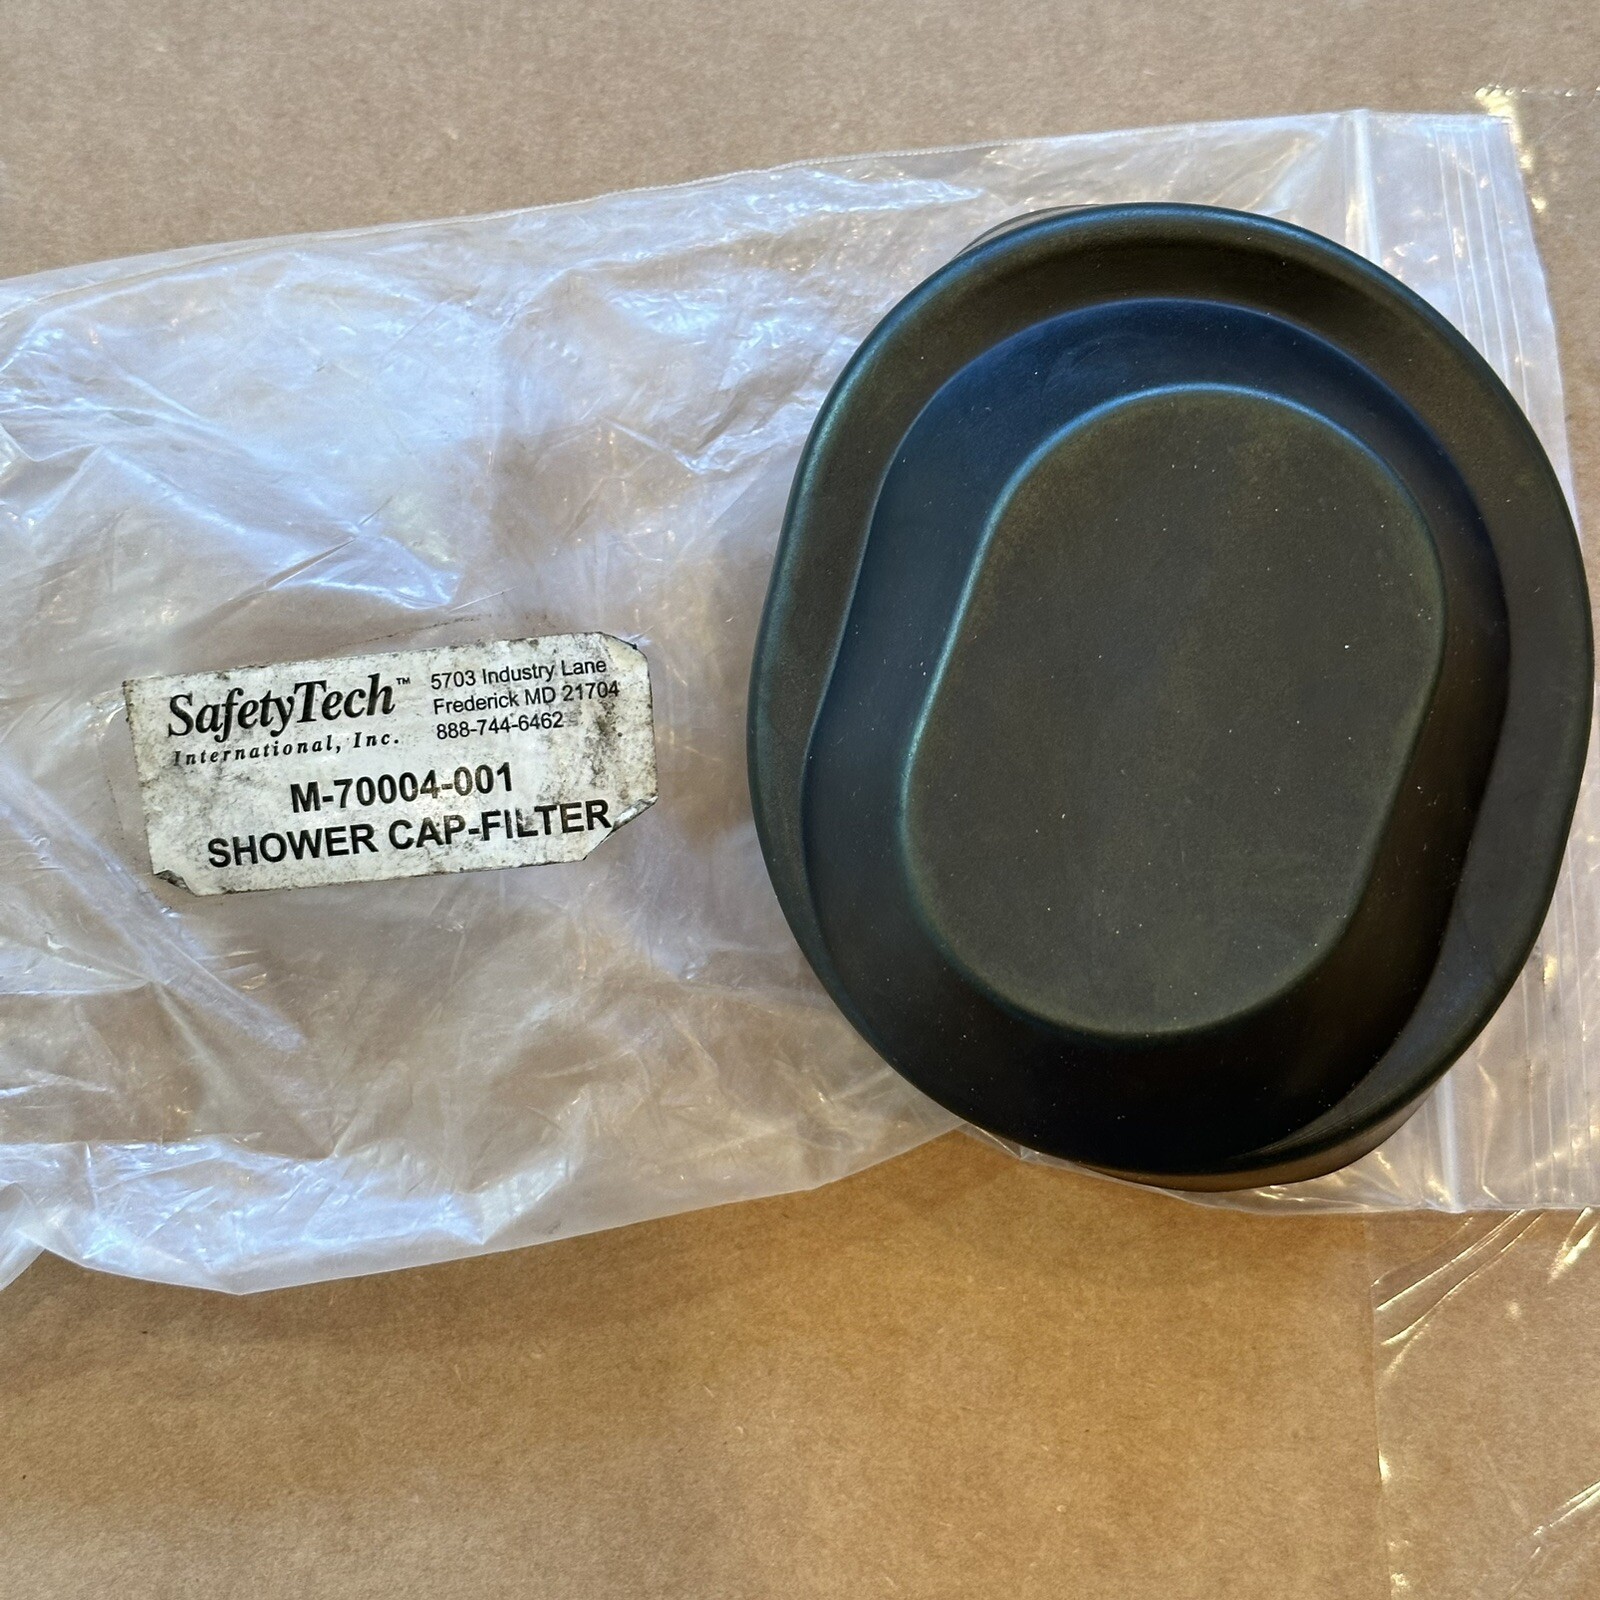 SafetyTech™
International, Inc.
5703 Industry Lane
Frederick MD 21704
888-744-6462
M-70004-001
SHOWER CAP-FILTER